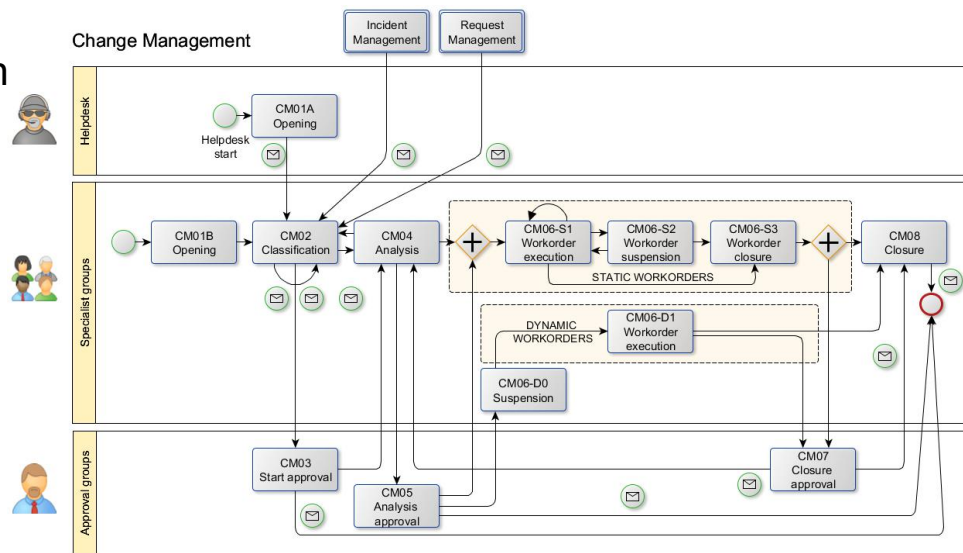 n
Change Management
Incident
Management
Request
Management
Helpdesk
CM01A
Opening
Helpdesk
start
Specialist groups
CM01B
Opening
CM02
Classification
CM04
Analysis
CM06-S1
Workorder
execution
CM06-S2
Workorder
suspension
CM06-S3
Workorder
closure
CM08
Closure
STATIC WORKORDERS
DYNAMIC
WORKORDERS
CM06-D1
Workorder
execution
CM06-D0
Suspension
Approval groups
CM03
Start approval
CM05
Analysis
approval
CM07
Closure
approval